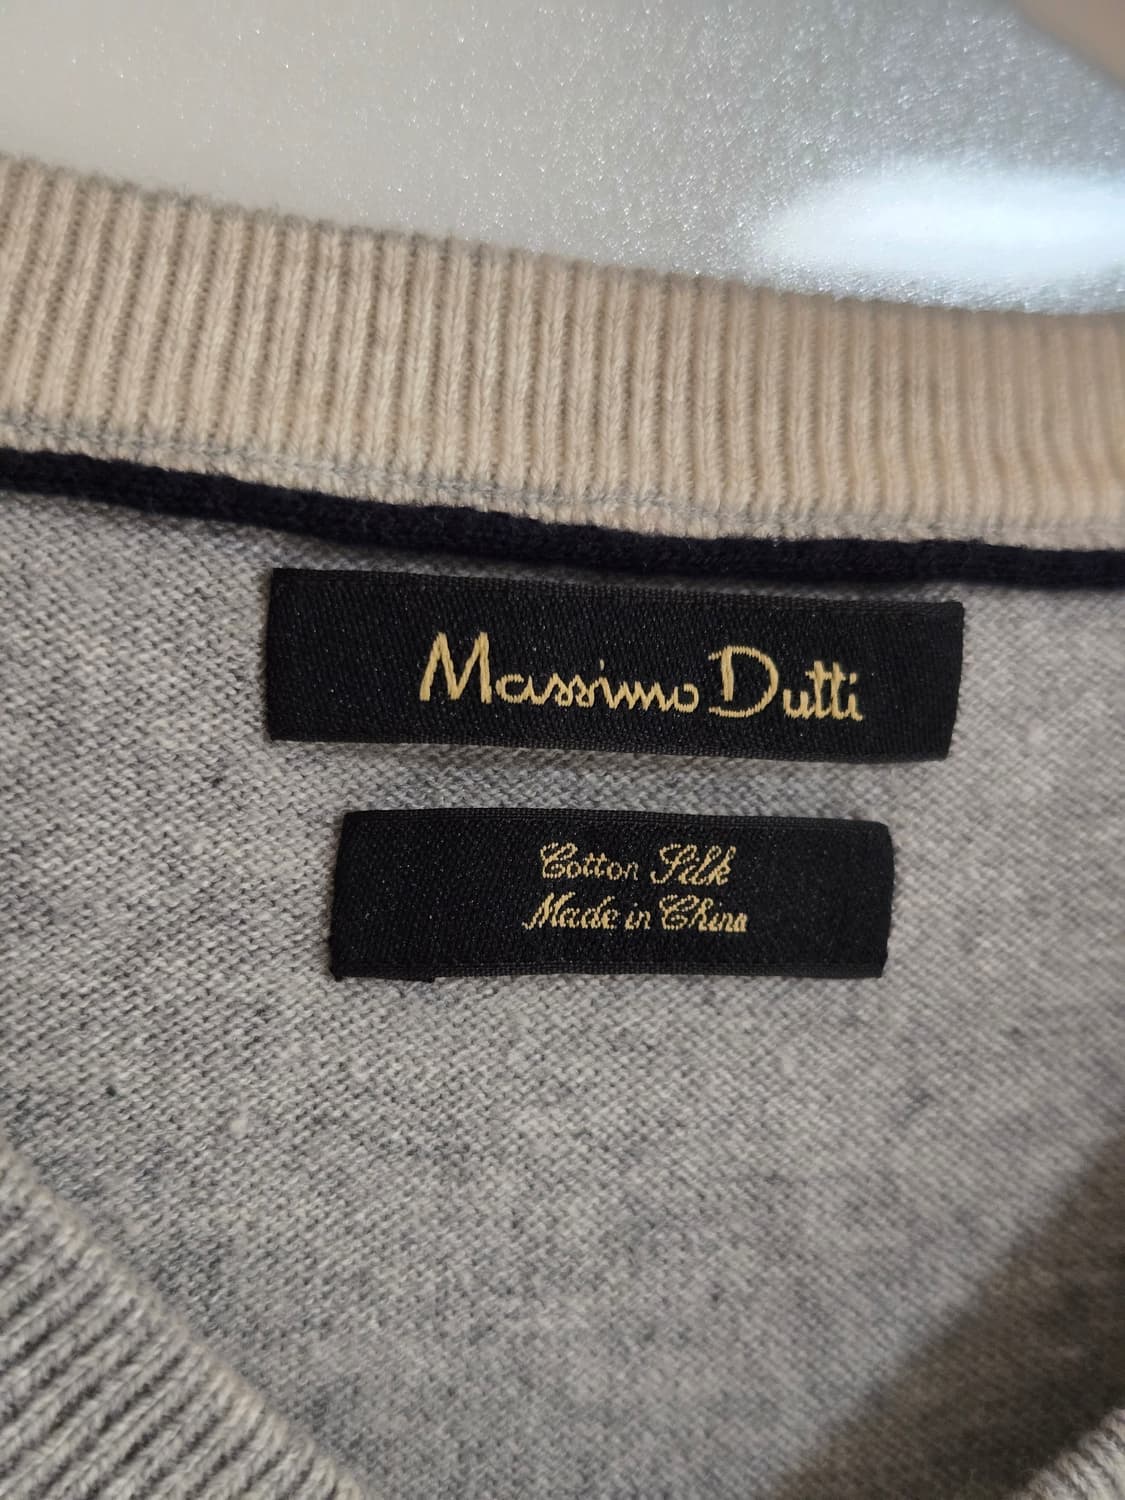 Massimo Dutti
Cotton Silk
Made in China